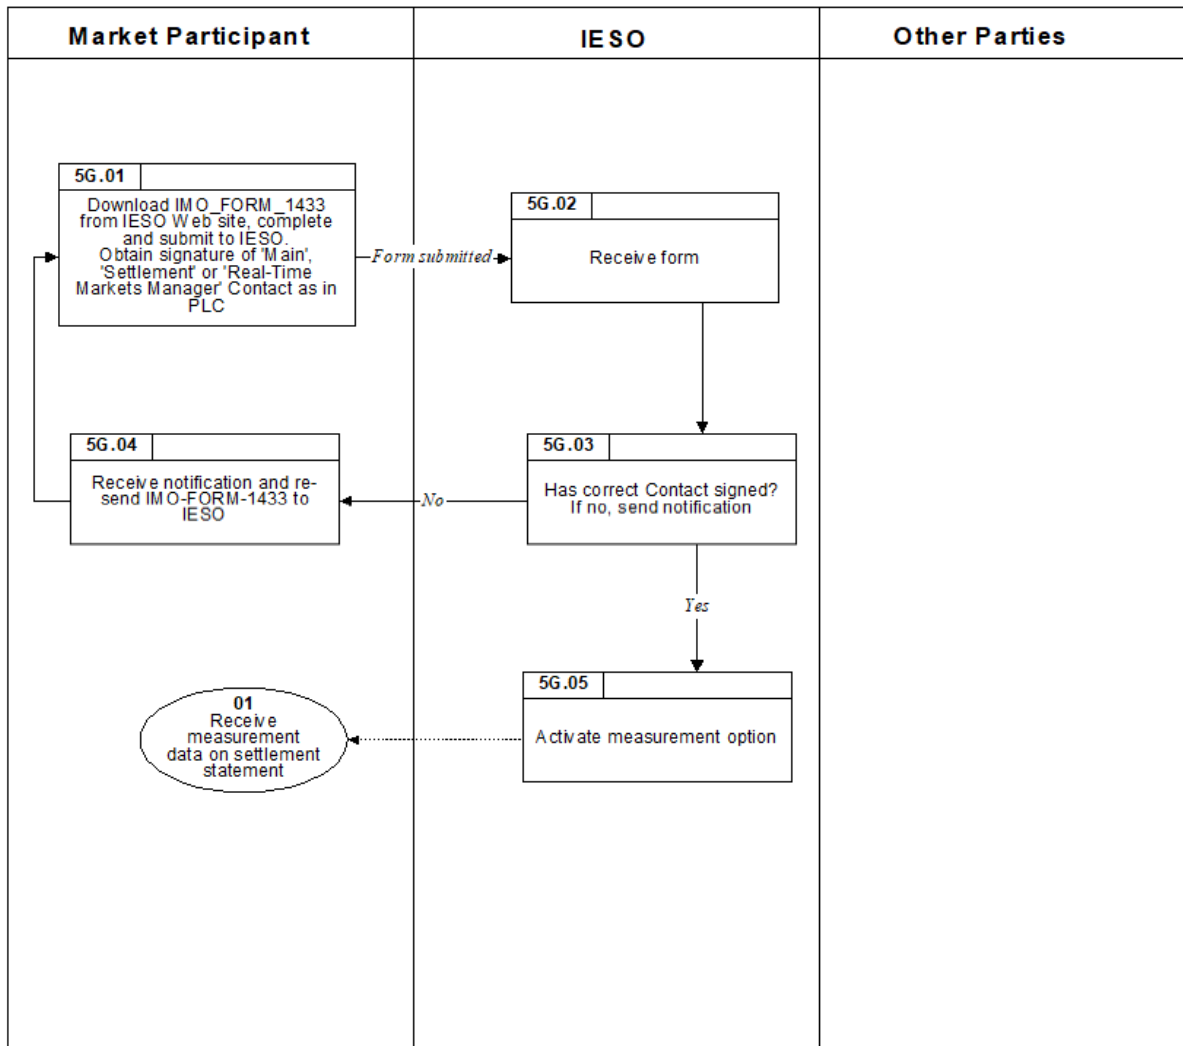 Market Participant
IESO
Other Parties
5G.01
Download IMO_FORM_1433
from IESO Web site, complete
and submit to IESO.
Obtain signature of 'Main',
'Settlement' or 'Real-Time
Markets Manager' Contact as in
PLC
Form submitted
5G.02
Receive form
5G.04
Receive notification and re-
send IMO-FORM-1433 to
IESO
No
5G.03
Has correct Contact signed?
If no, send notification
Yes
5G.05
Activate measurement option
01
Receive
measurement
data on settlement
statement